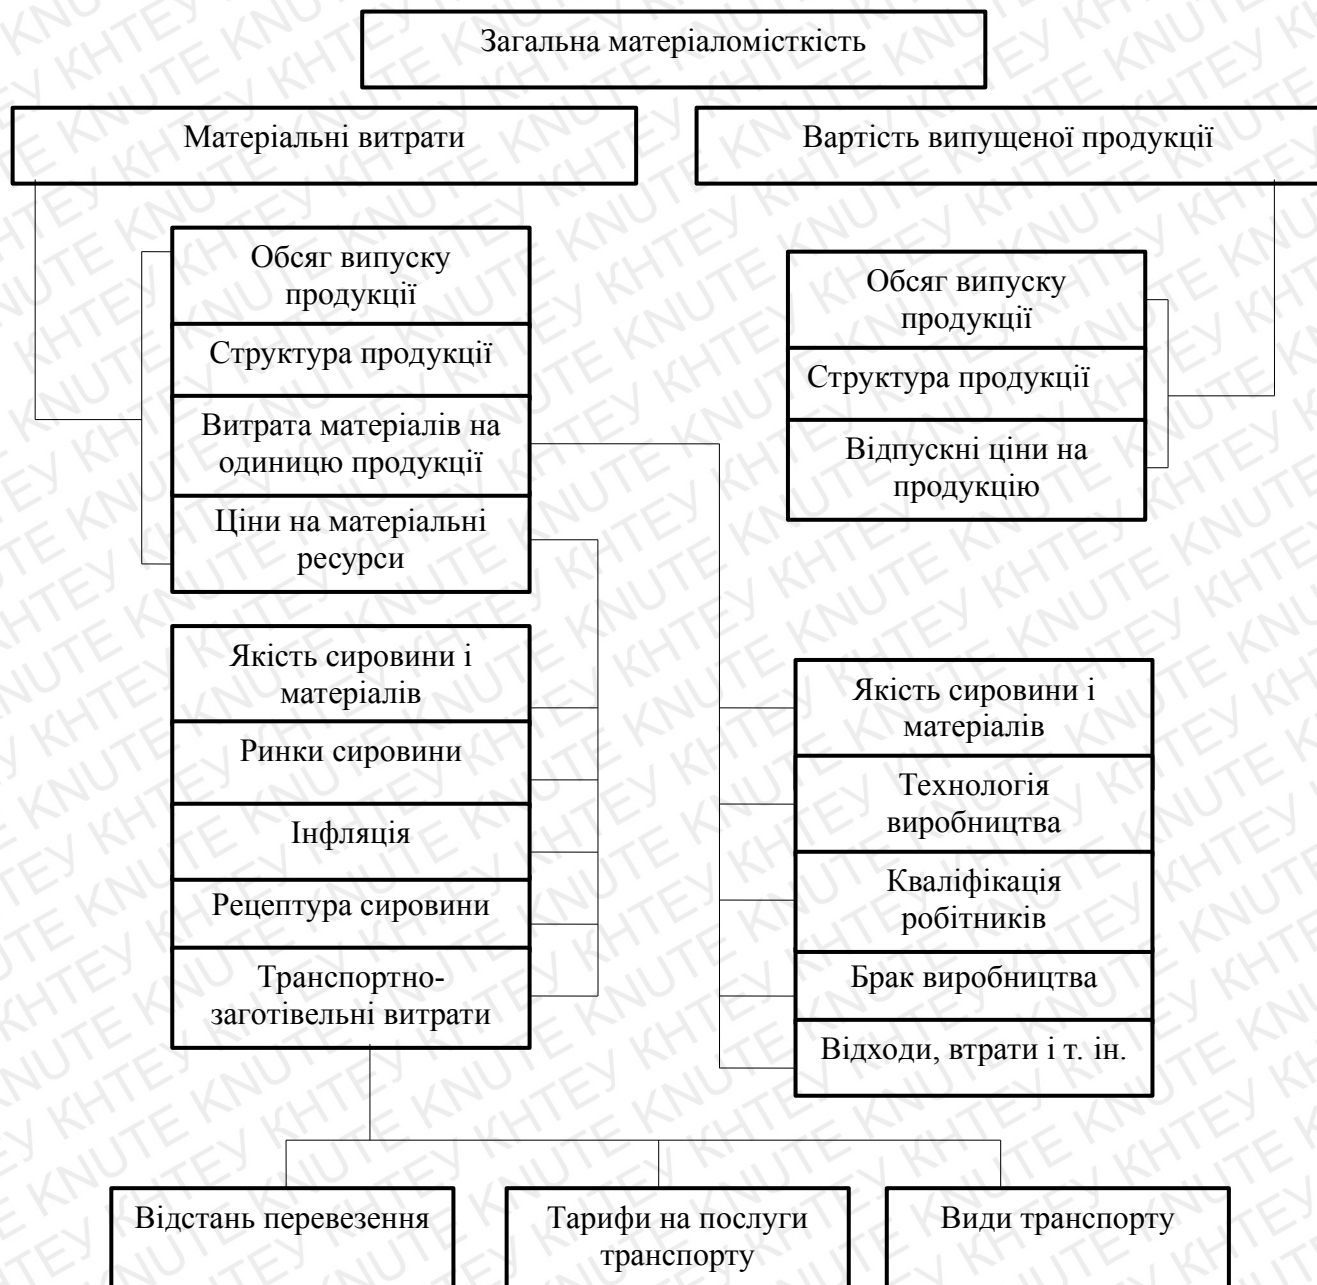 Загальна матеріаломісткість
Матеріальні витрати
Вартість випущеної продукції
Обсяг випуску
продукції
Структура продукції
Витрата матеріалів на
одиницю продукції
Ціни на матеріальні
ресурси
Обсяг випуску
продукції
Структура продукції
Відпускні ціни на
продукцію
Якість сировини і
матеріалів
Ринки сировини
Інфляція
Рецептура сировини
Транспортно-
заготівельні витрати
Якість сировини і
матеріалів
Технологія
виробництва
Кваліфікація
робітників
Брак виробництва
Відходи, втрати і т. ін.
Відстань перевезення
Тарифи на послуги
транспорту
Види транспорту